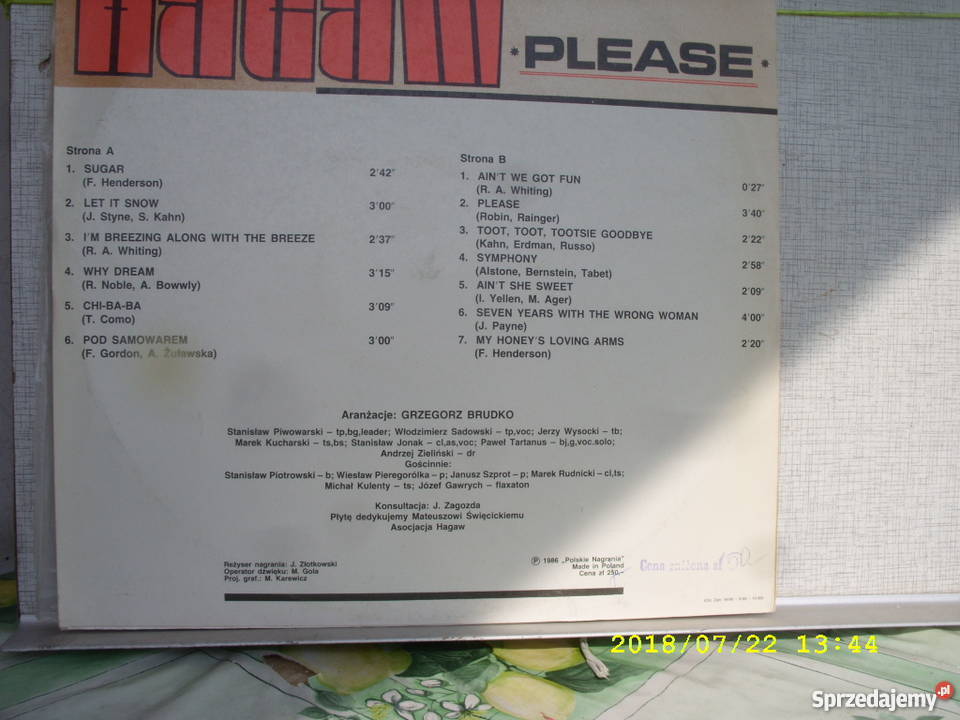 HAGAW
* PLEASE *
Strona A
1. SUGAR 2'42"
(F. Henderson)
2. LET IT SNOW 3'00"
(J. Styne, S. Kahn)
3. I'M BREEZING ALONG WITH THE BREEZE 2'37"
(R. A. Whiting)
4. WHY DREAM 3'15"
(R. Noble, A. Bowwly)
5. CHI-BA-BA 3'09"
(T. Como)
6. POD SAMOWAREM 3'00"
(F. Gordon, A. Żuławska)
Strona B
1. AIN'T WE GOT FUN 0'27"
(R. A. Whiting)
2. PLEASE 3'40"
(Robin, Rainger)
3. TOOT, TOOT, TOOTSIE GOODBYE 2'22"
(Kahn, Erdman, Russo)
4. SYMPHONY 2'58"
(Alstone, Bernstein, Tabet)
5. AIN'T SHE SWEET 2'09"
(I. Yellen, M. Ager)
6. SEVEN YEARS WITH THE WRONG WOMAN 4'00"
(J. Payne)
7. MY HONEY'S LOVING ARMS 2'20"
(F. Henderson)
Aranżacje: GRZEGORZ BRUDKO
Stanisław Piwowarski – tp,bg,leader; Włodzimierz Sadowski – tp,voc; Jerzy Wysocki – tb;
Marek Kucharski – ts,bs; Stanisław Jonak – cl,as,voc; Paweł Tartanus – bj,g,voc.solo;
Andrzej Zieliński – dr
Gościnnie:
Stanisław Piotrowski – b; Wiesław Pieregorólka – p; Janusz Szprot – p; Marek Rudnicki – cl,ts;
Michał Kulenty – ts; Józef Gawrych – flaxaton
Konsultacja: J. Zagozda
Płytę dedykujemy Mateuszowi Święcickiemu
Asocjacja Hagaw
Reżyser nagrania: J. Złotkowski
Operator dźwięku: M. Gola
Proj. graf.: M. Karewicz
Ⓟ 1986 „Polskie Nagrania"
Made in Poland
Cena zł 250,-
Cena zniżona zł 50,-
2018/07/22 13:44
Sprzedajemy.pl